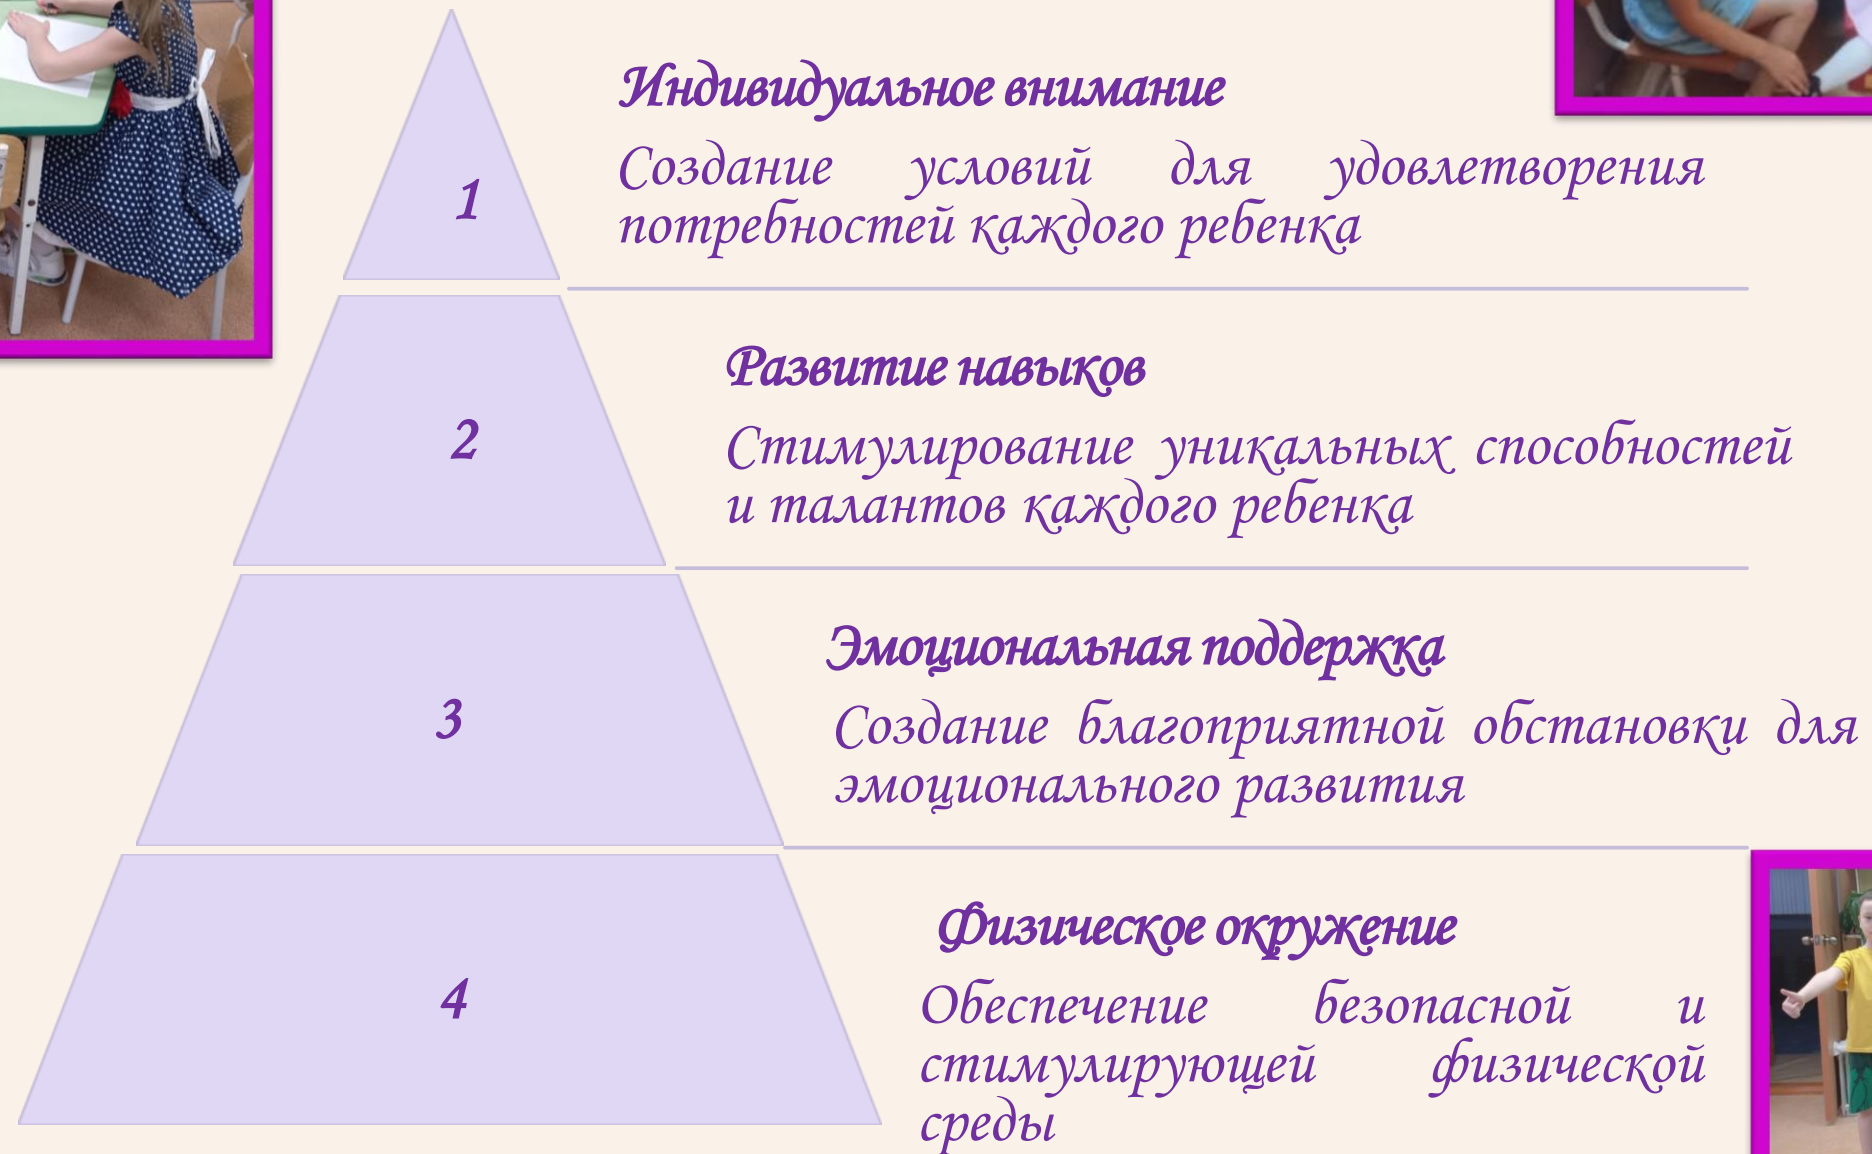 Индивидуальное внимание
Создание условий для удовлетворения
потребностей каждого ребенка
1
Развитие навыков
Стимулирование уникальных способностей
и талантов каждого ребенка
2
Эмоциональная поддержка
Создание благоприятной обстановки для
эмоционального развития
3
Физическое окружение
Обеспечение безопасной и
стимулирующей физической
среды
4